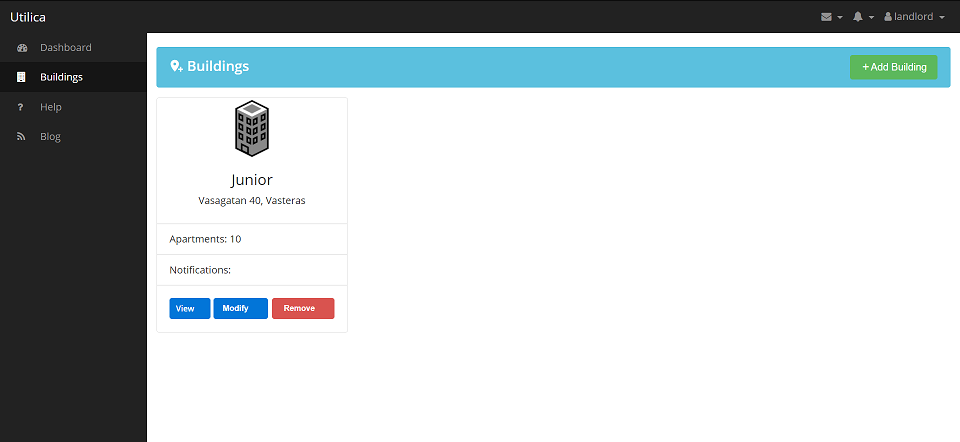 Utilica
landlord
Dashboard
Buildings
Help
Blog
Buildings
+ Add Building
Junior
Vasagatan 40, Vasteras
Apartments: 10
Notifications:
View Modify Remove